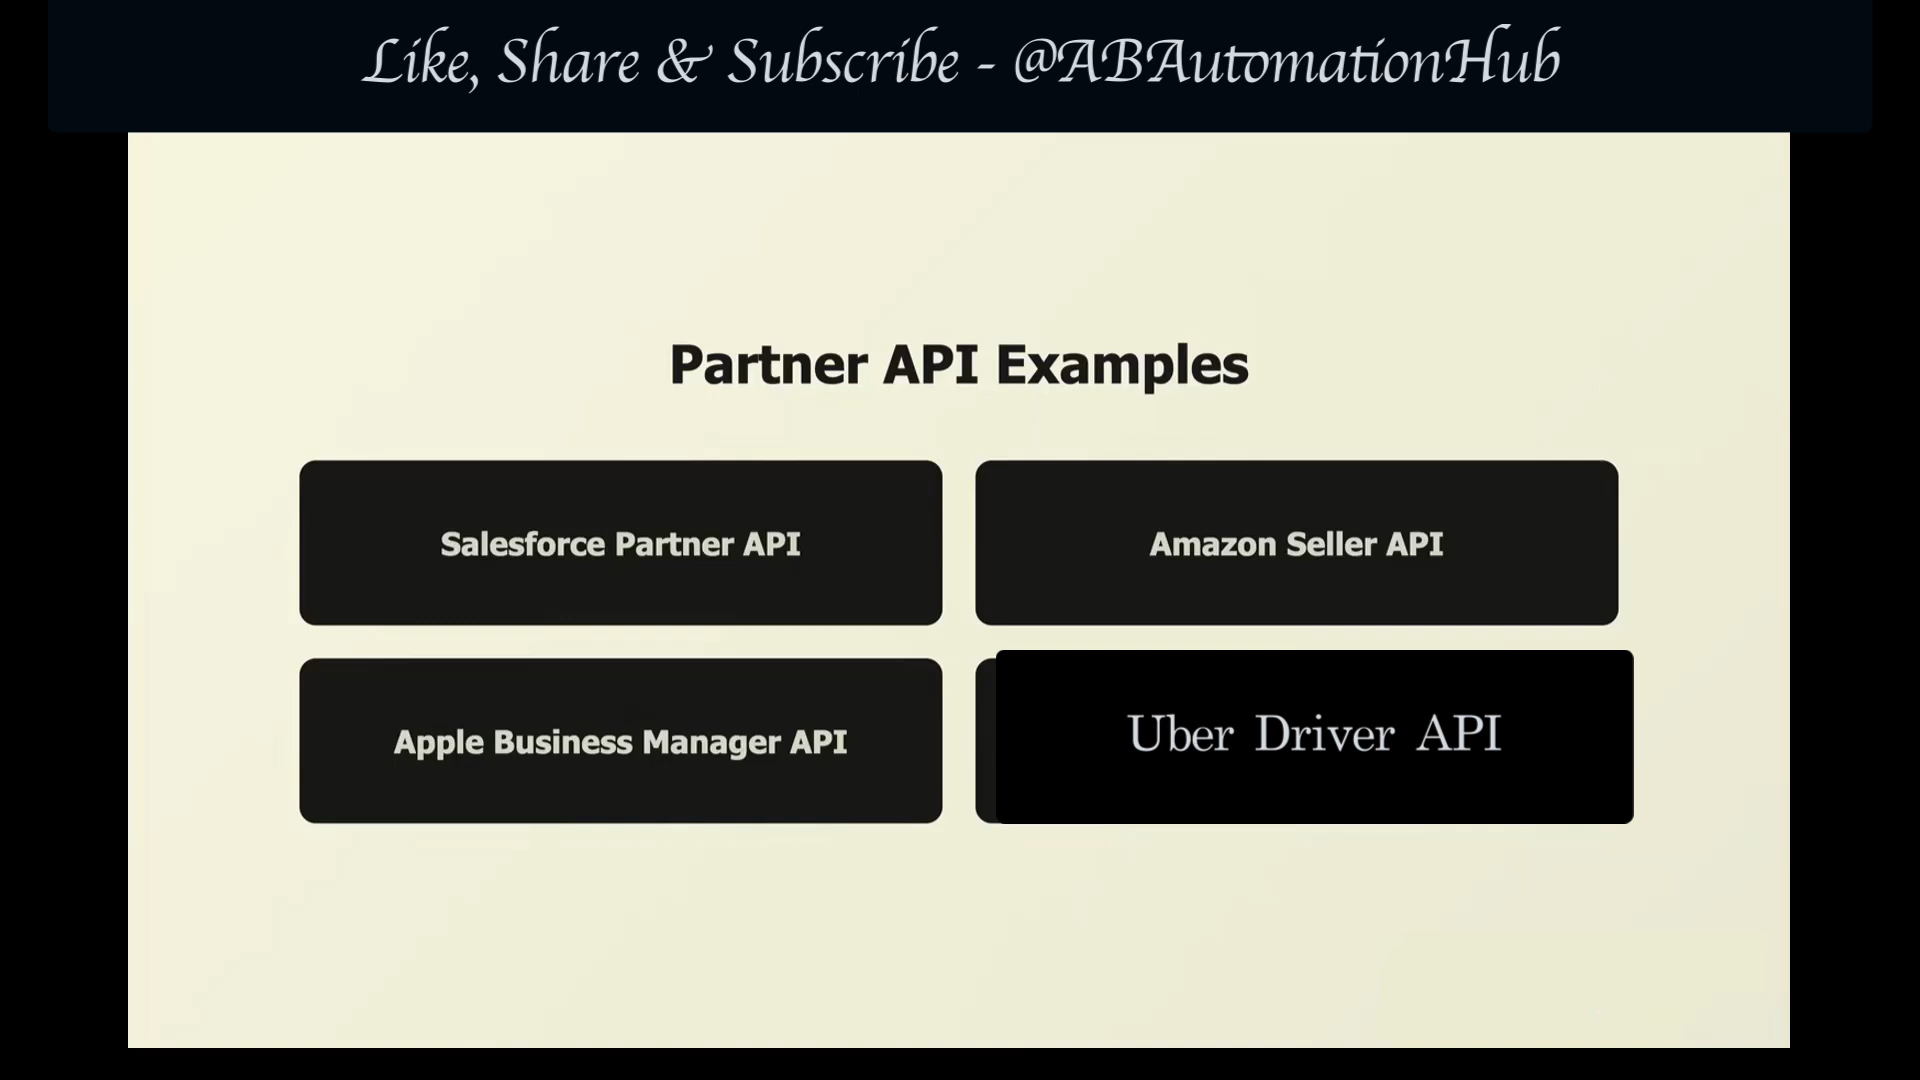 Like, Share & Subscribe - @ABAutomationHub
Partner API Examples
Salesforce Partner API
Amazon Seller API
Apple Business Manager API
Uber Driver API